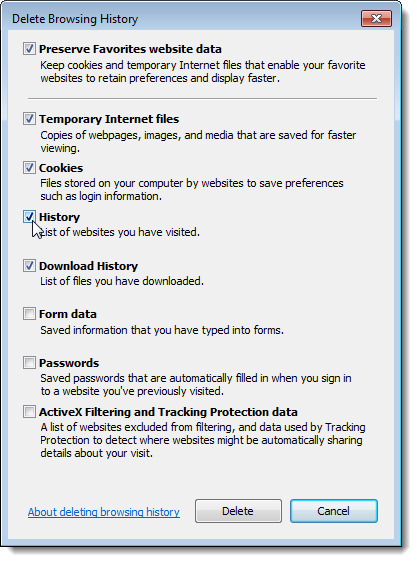 Delete Browsing History
Preserve Favorites website data
Keep cookies and temporary Internet files that enable your favorite
websites to retain preferences and display faster.
Temporary Internet files
Copies of webpages, images, and media that are saved for faster
viewing.
Cookies
Files stored on your computer by websites to save preferences
such as login information.
History
List of websites you have visited.
Download History
List of files you have downloaded.
Form data
Saved information that you have typed into forms.
Passwords
Saved passwords that are automatically filled in when you sign in
to a website you've previously visited.
ActiveX Filtering and Tracking Protection data
A list of websites excluded from filtering, and data used by Tracking
Protection to detect where websites might be automatically sharing
details about your visit.
About deleting browsing history
Delete
Cancel